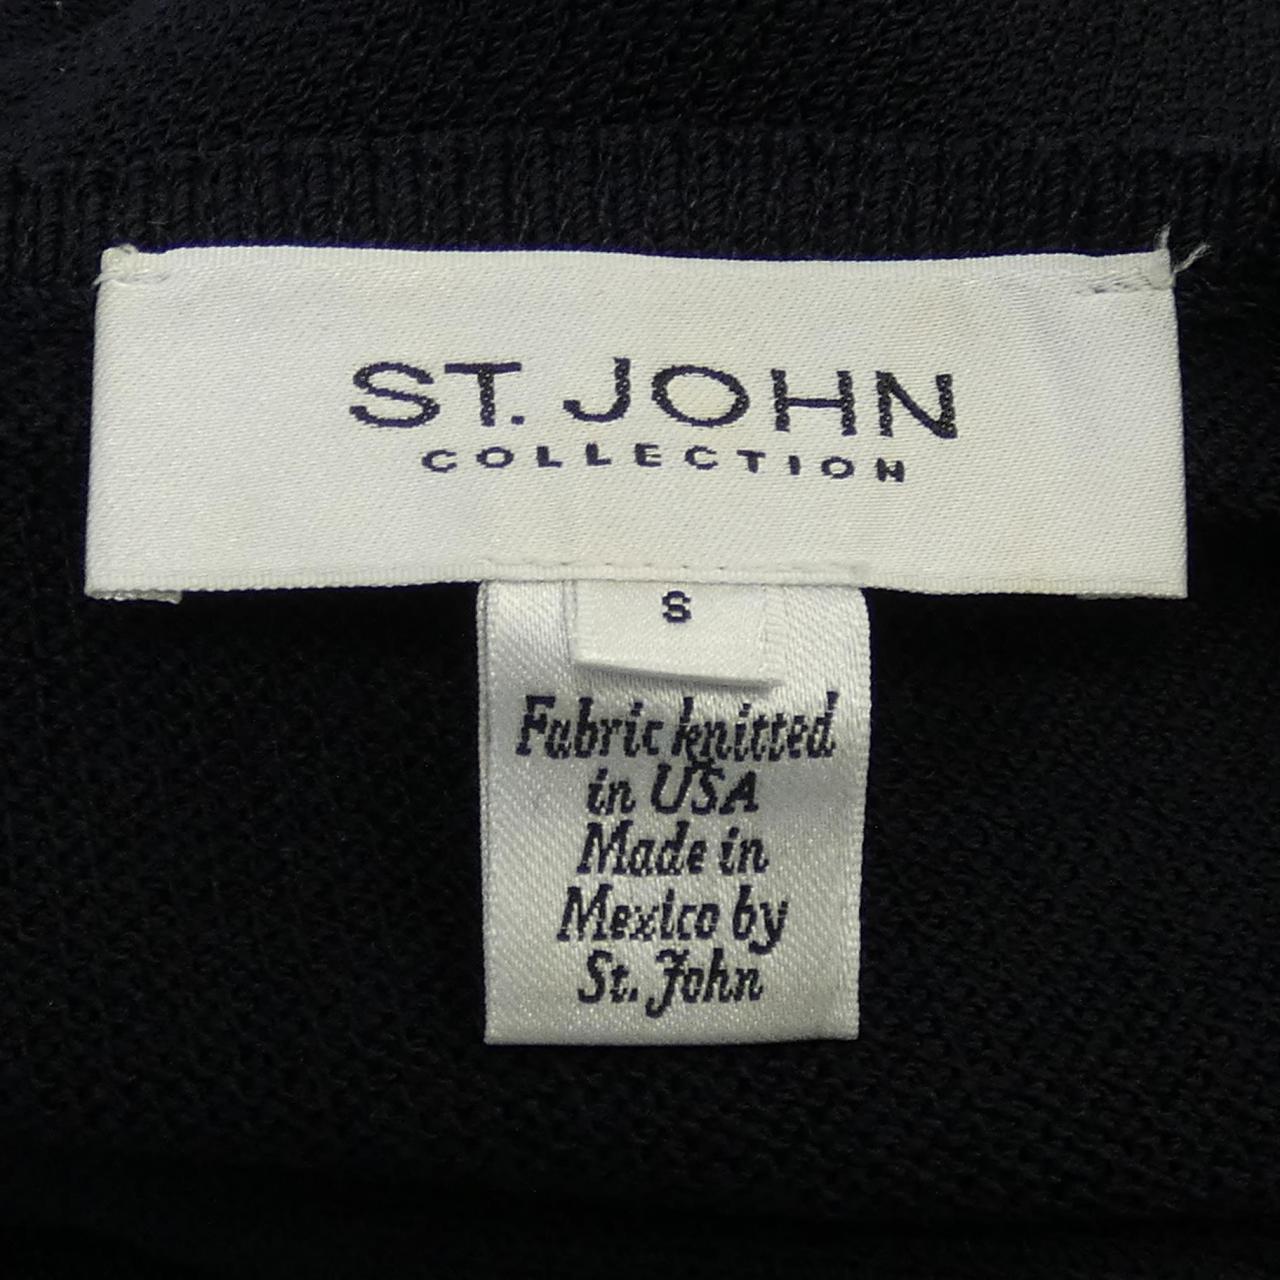 ST. JOHN
COLLECTION
S
Fabric knitted
in USA
Made in
Mexico by
St. John